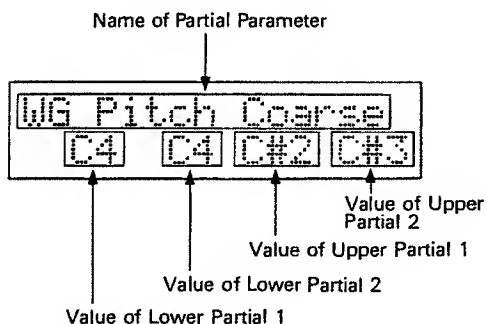 Name of Partial Parameter
WG Pitch Coarse
C4 C4 C#2 C#3
Value of Upper
Partial 2
Value of Upper Partial 1
Value of Lower Partial 2
Value of Lower Partial 1